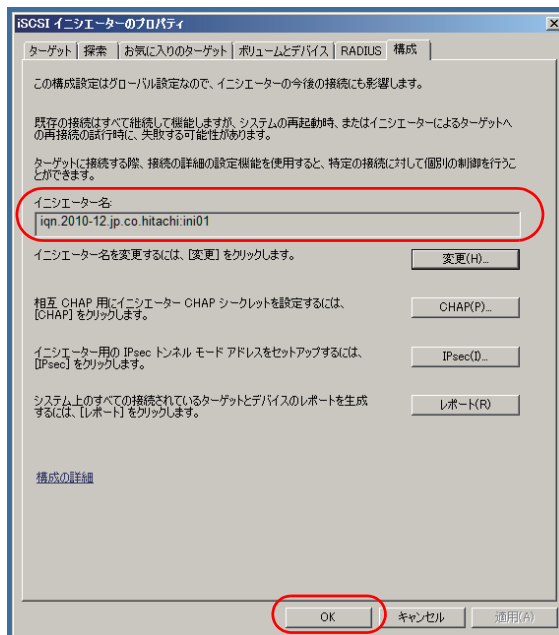 iSCSI イニシエーターのプロパティ
ターゲット 探索 お気に入りのターゲット ボリュームとデバイス RADIUS 構成
この構成設定はグローバル設定なので、イニシエーターの今後の接続にも影響します。
既存の接続はすべて継続して機能しますが、システムの再起動時、またはイニシエーターによるターゲットへ
の再接続の試行時に、失敗する可能性があります。
ターゲットに接続する際、接続の詳細の設定機能を使用すると、特定の接続に対して個別の制御を行うこ
とができます。
イニシエーター名:
iqn.2010-12.jp.co.hitachi:ini01
イニシエーター名を変更するには、[変更] をクリックします。
変更(H)...
相互 CHAP 用にイニシエーター CHAP シークレットを設定するには、
[CHAP] をクリックします。
CHAP(P)...
イニシエーター用の IPsec トンネル モード アドレスをセットアップするには、
[IPsec] をクリックします。
IPsec(I)...
システム上のすべての接続されているターゲットとデバイスのレポートを生成
するには、[レポート] をクリックします。
レポート(R)
構成の詳細
OK キャンセル 適用(A)